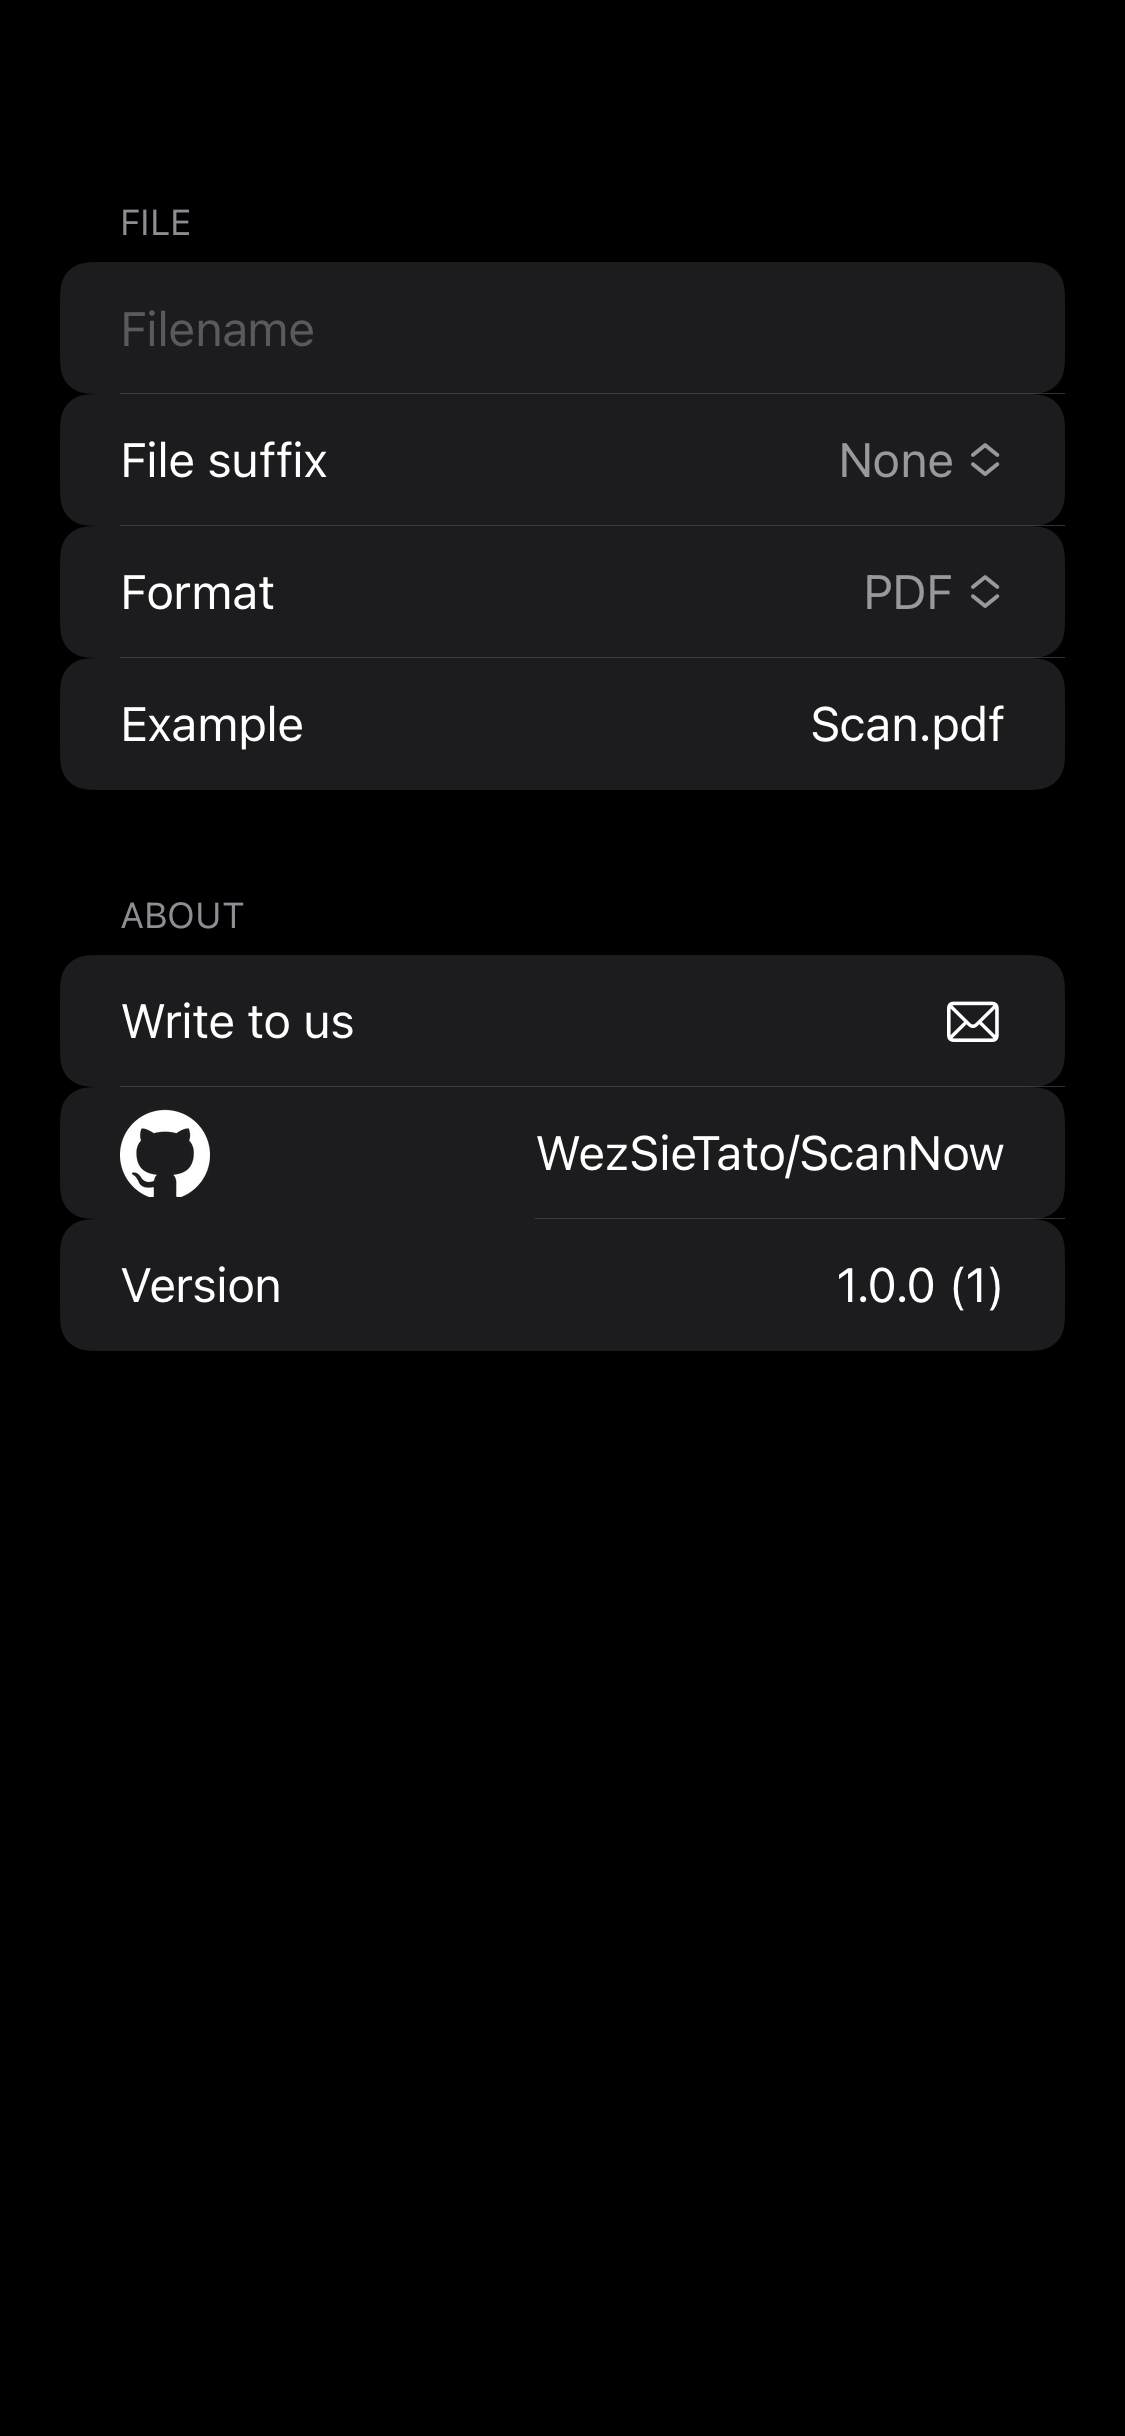 FILE
Filename
File suffix None
Format PDF
Example Scan.pdf
ABOUT
Write to us
WezSieTato/ScanNow
Version 1.0.0 (1)